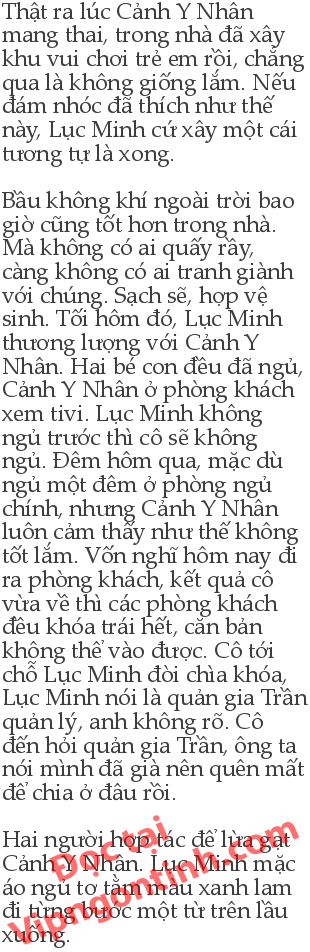 Thật ra lúc Cảnh Y Nhân
mang thai, trong nhà đã xây
khu vui chơi trẻ em rồi, chẳng
qua là không giống lắm. Nếu
đám nhóc đã thích như thế
này, Lục Minh cứ xây một cái
tương tự là xong.
Bầu không khí ngoài trời bao
giờ cũng tốt hơn trong nhà.
Mà không có ai quấy rầy,
càng không có ai tranh giành
với chúng. Sạch sẽ, hợp vệ
sinh. Tối hôm đó, Lục Minh
thương lượng với Cảnh Y
Nhân. Hai bé con đều đã ngủ,
Cảnh Y Nhân ở phòng khách
xem tivi. Lục Minh không
ngủ trước thì cô sẽ không
ngủ. Đêm hôm qua, mặc dù
ngủ một đêm ở phòng ngủ
chính, nhưng Cảnh Y Nhân
luôn cảm thấy như thế không
tốt lắm. Vốn nghĩ hôm nay đi
ra phòng khách, kết quả cô
vừa về thì các phòng khách
đều khóa trái hết, căn bản
không thể vào được. Cô tới
chỗ Lục Minh đòi chìa khóa,
Lục Minh nói là quản gia Trần
quản lý, anh không rõ. Cô
đến hỏi quản gia Trần, ông ta
nói mình đã già nên quên mất
để chia ở đâu rồi.
Hai người hợp tác để lừa gạt
Cảnh Y Nhân. Lục Minh mặc
áo ngủ tơ tằm màu xanh lam
đi từng bước một từ trên lầu
xuống.
Đọc tại
Vipngontinh.com